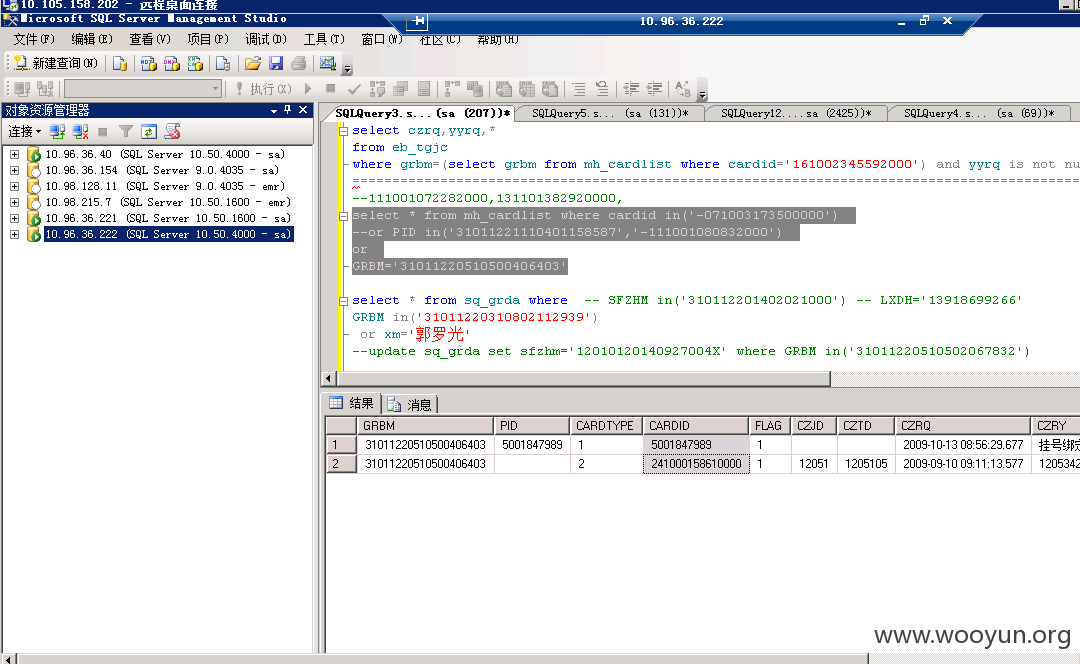 10.105.158.202 - 远程桌面连接
Microsoft SQL Server Management Studio
10.96.36.222
文件(F) 编辑(E) 查看(V) 项目(P) 调试(D) 工具(T) 窗口(W) 社区(C) 帮助(H)
新建查询(N)
执行(X)
对象资源管理器
连接
10.96.36.40 (SQL Server 10.50.4000 - sa)
10.96.36.154 (SQL Server 9.0.4035 - sa)
10.98.128.11 (SQL Server 9.0.4035 - emr)
10.98.215.7 (SQL Server 10.50.1600 - emr)
10.96.36.221 (SQL Server 10.50.1600 - sa)
10.96.36.222 (SQL Server 10.50.4000 - sa)
SQLQuery3.s... (sa (207))* SQLQuery5.s... (sa (131))* SQLQuery12....sa (2425))* SQLQuery4.s... (sa (69))*
select czrq,yyrq,*
from eb_tgjc
where grbm=(select grbm from mh_cardlist where cardid='161002345592000') and yyrq is not nu
--111001072282000,131101382920000,
select * from mh_cardlist where cardid in('-071003173500000')
--or PID in('31011221110401158587','-111001080832000')
or
GRBM='31011220510500406403'
select * from sq_grda where -- SFZHM in('310112201402021000') -- LXDH='13918699266'
GRBM in('31011220310802112939')
or xm='郭罗光'
--update sq_grda set sfzhm='12010120140927004X' where GRBM in('31011220510502067832')
结果 消息
GRBM PID CARDTYPE CARDID FLAG CZJD CZTD CZRQ CZRY
1 31011220510500406403 5001847989 1 5001847989 1 2009-10-13 08:56:29.677 挂号绑定
2 31011220510500406403 2 241000158610000 1 12051 1205105 2009-09-10 09:11:13.577 1205342
www.wooyun.org